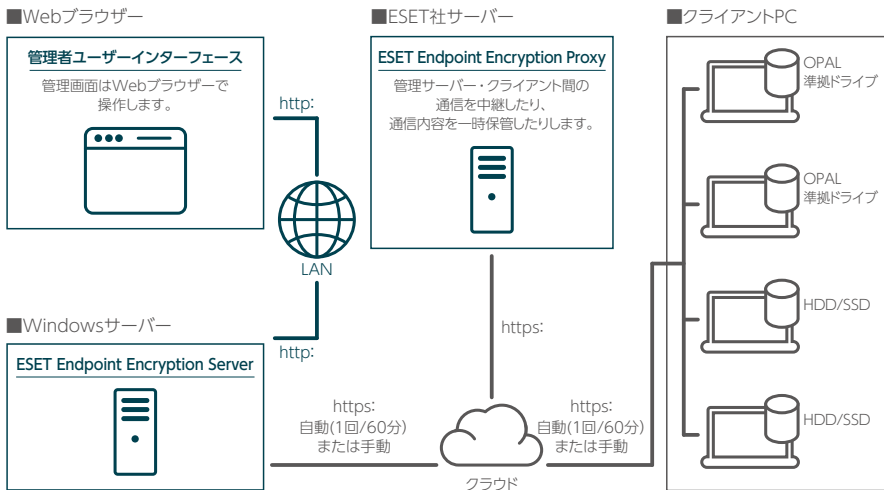 ■Webブラウザー
管理者ユーザーインターフェース
管理画面はWebブラウザーで
操作します。
http:
LAN
http:
■Windowsサーバー
ESET Endpoint Encryption Server
■ESET社サーバー
ESET Endpoint Encryption Proxy
管理サーバー・クライアント間の
通信を中継したり、
通信内容を一時保管したりします。
https:
https:
自動(1回/60分)
または手動
クラウド
https:
自動(1回/60分)
または手動
■クライアントPC
OPAL
準拠ドライブ
OPAL
準拠ドライブ
HDD/SSD
HDD/SSD